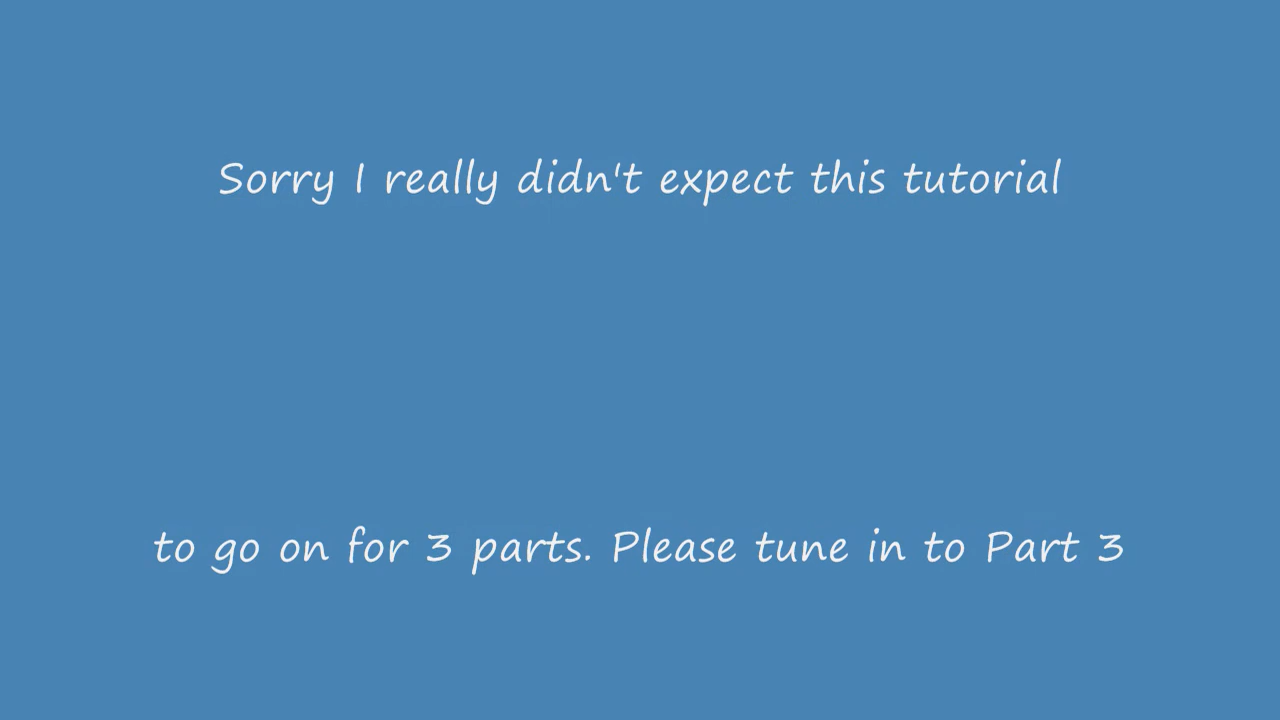 Sorry I really didn't expect this tutorial
to go on for 3 parts. Please tune in to Part 3